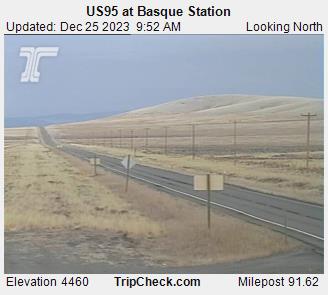 US95 at Basque Station
Updated: Dec 25 2023 9:52 AM Looking North
Elevation 4460 TripCheck.com Milepost 91.62